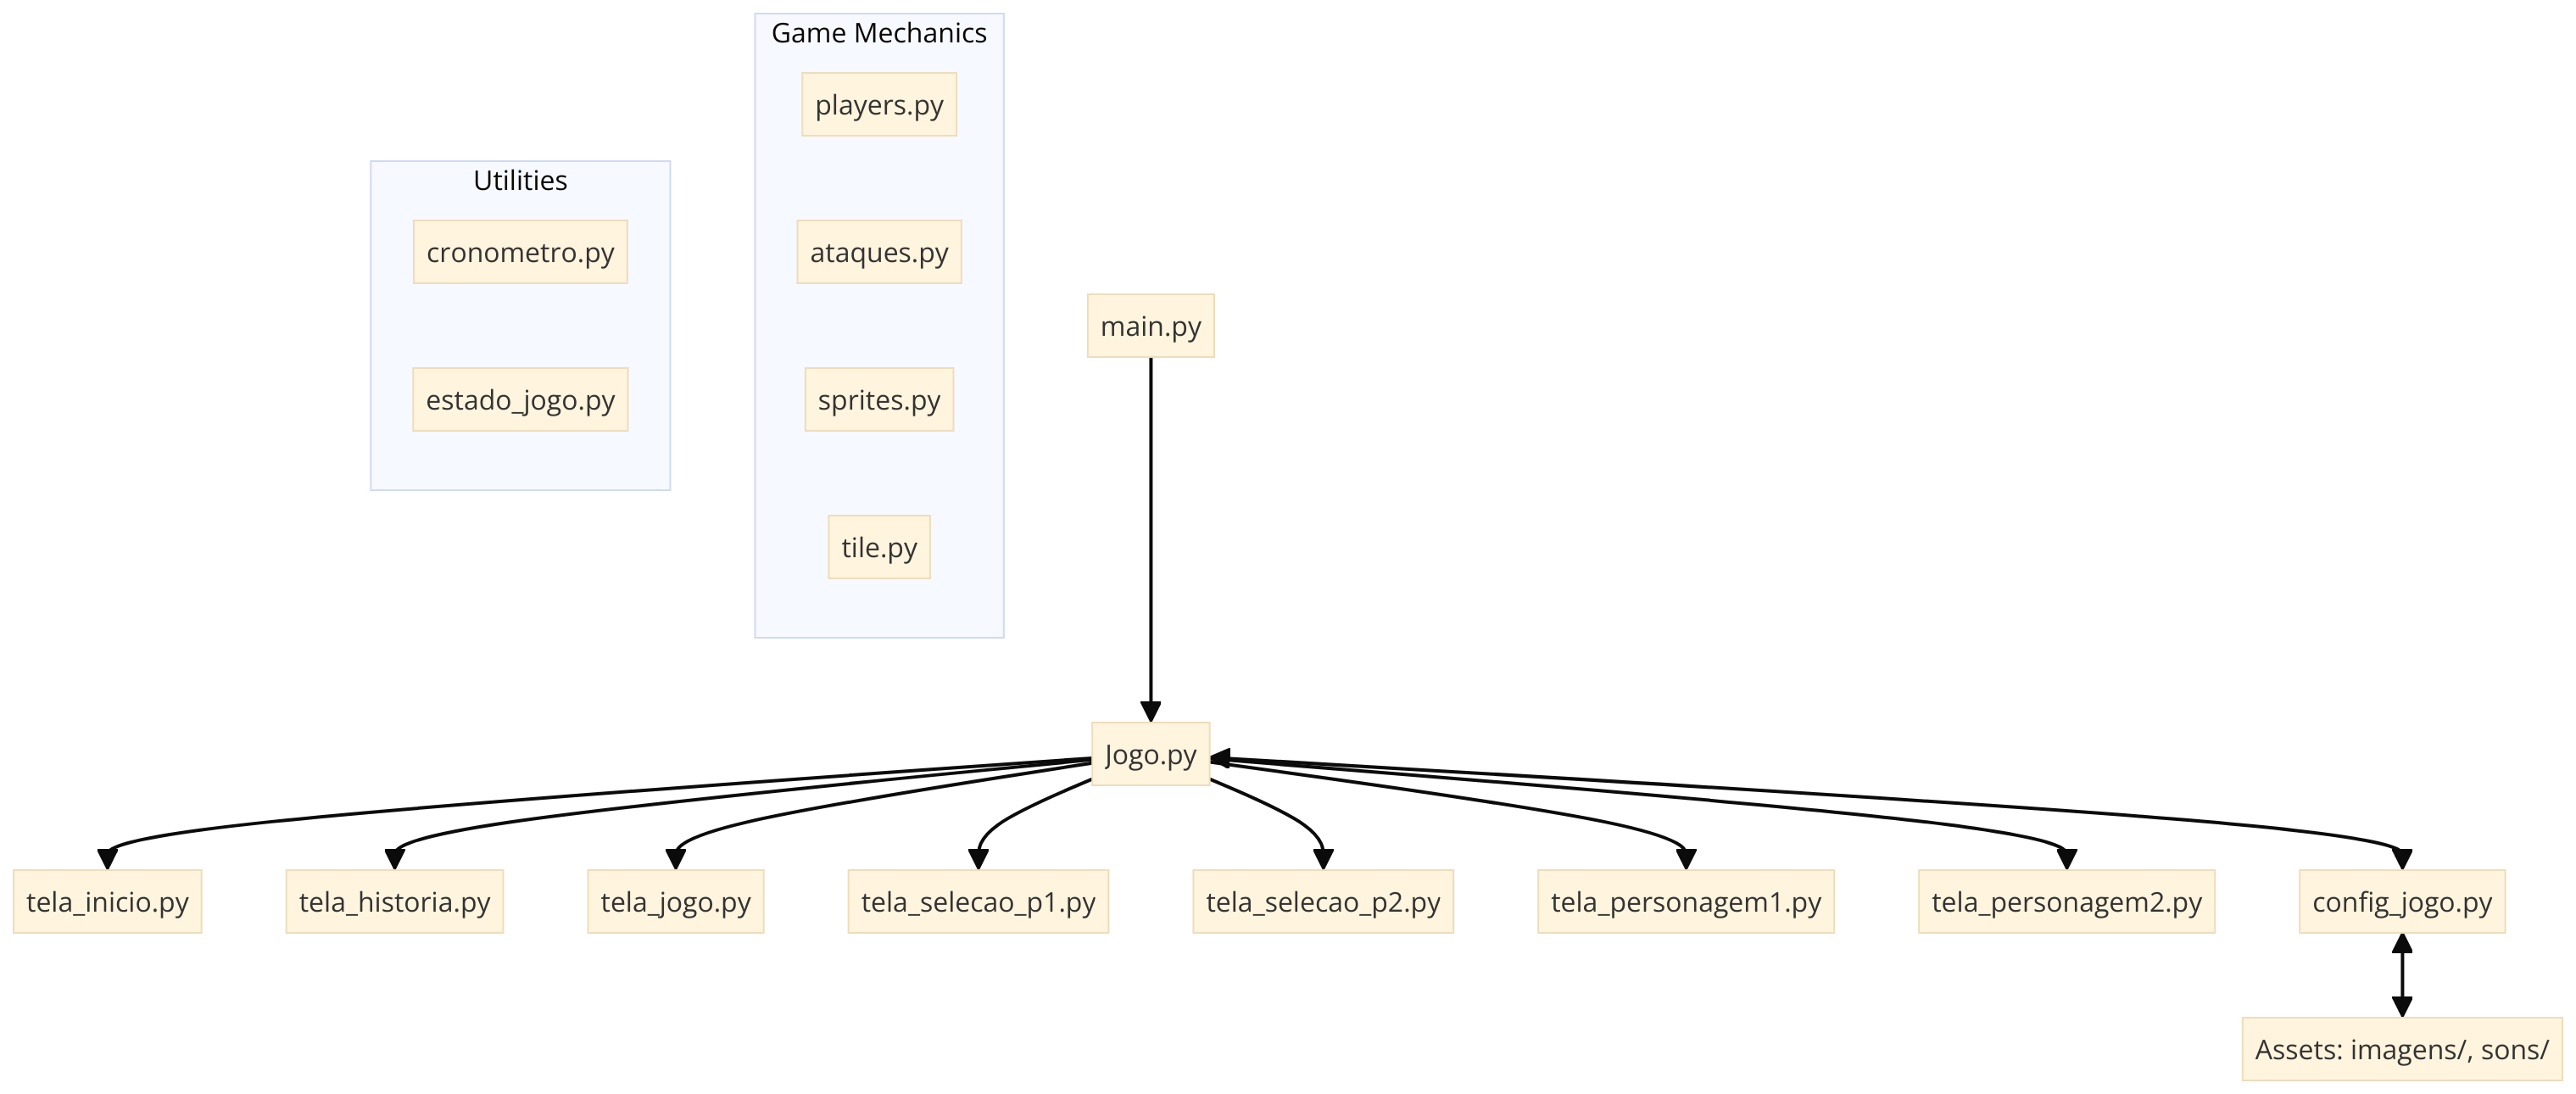 Game Mechanics
players.py
Utilities
cronometro.py
ataques.py
main.py
estado_jogo.py
sprites.py
tile.py
Jogo.py
tela_inicio.py
tela_historia.py
tela_jogo.py
tela_selecao_p1.py
tela_selecao_p2.py
tela_personagem1.py
tela_personagem2.py
config_jogo.py
Assets: imagens/, sons/